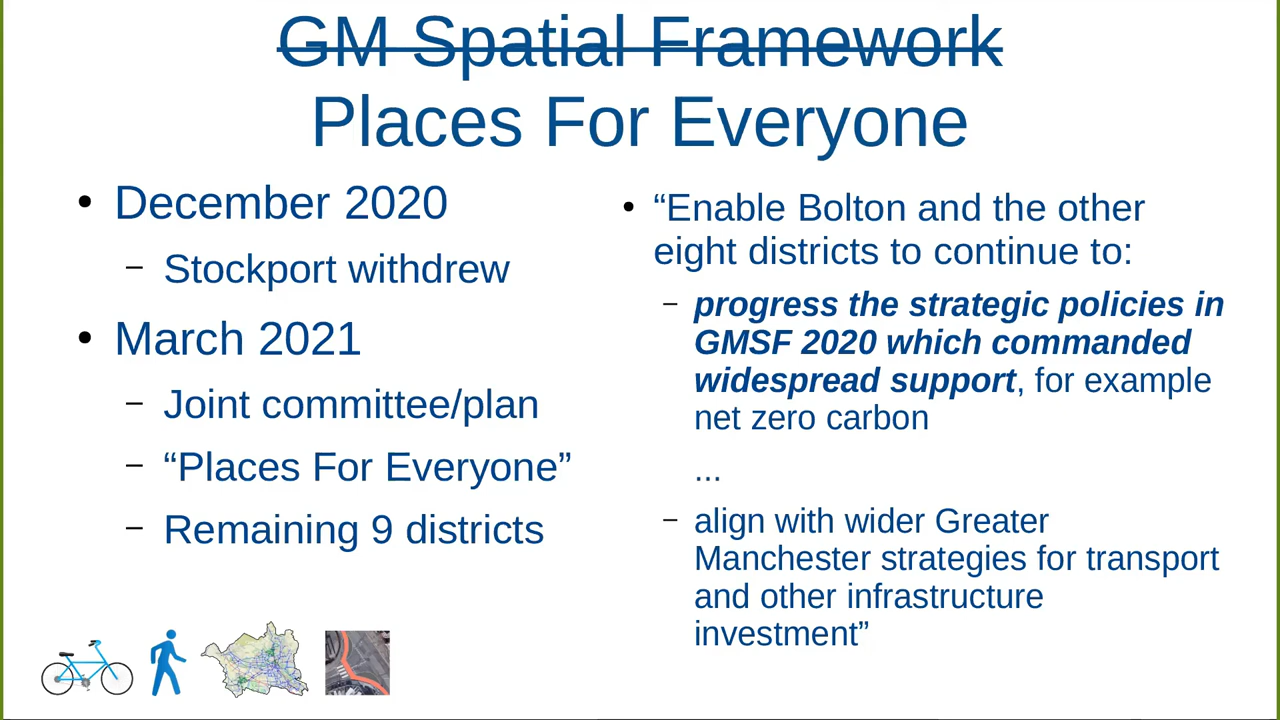 GM Spatial Framework
Places For Everyone
• December 2020
– Stockport withdrew
• March 2021
– Joint committee/plan
– “Places For Everyone”
– Remaining 9 districts
• “Enable Bolton and the other
eight districts to continue to:
– progress the strategic policies in
GMSF 2020 which commanded
widespread support, for example
net zero carbon
...
– align with wider Greater
Manchester strategies for transport
and other infrastructure
investment”